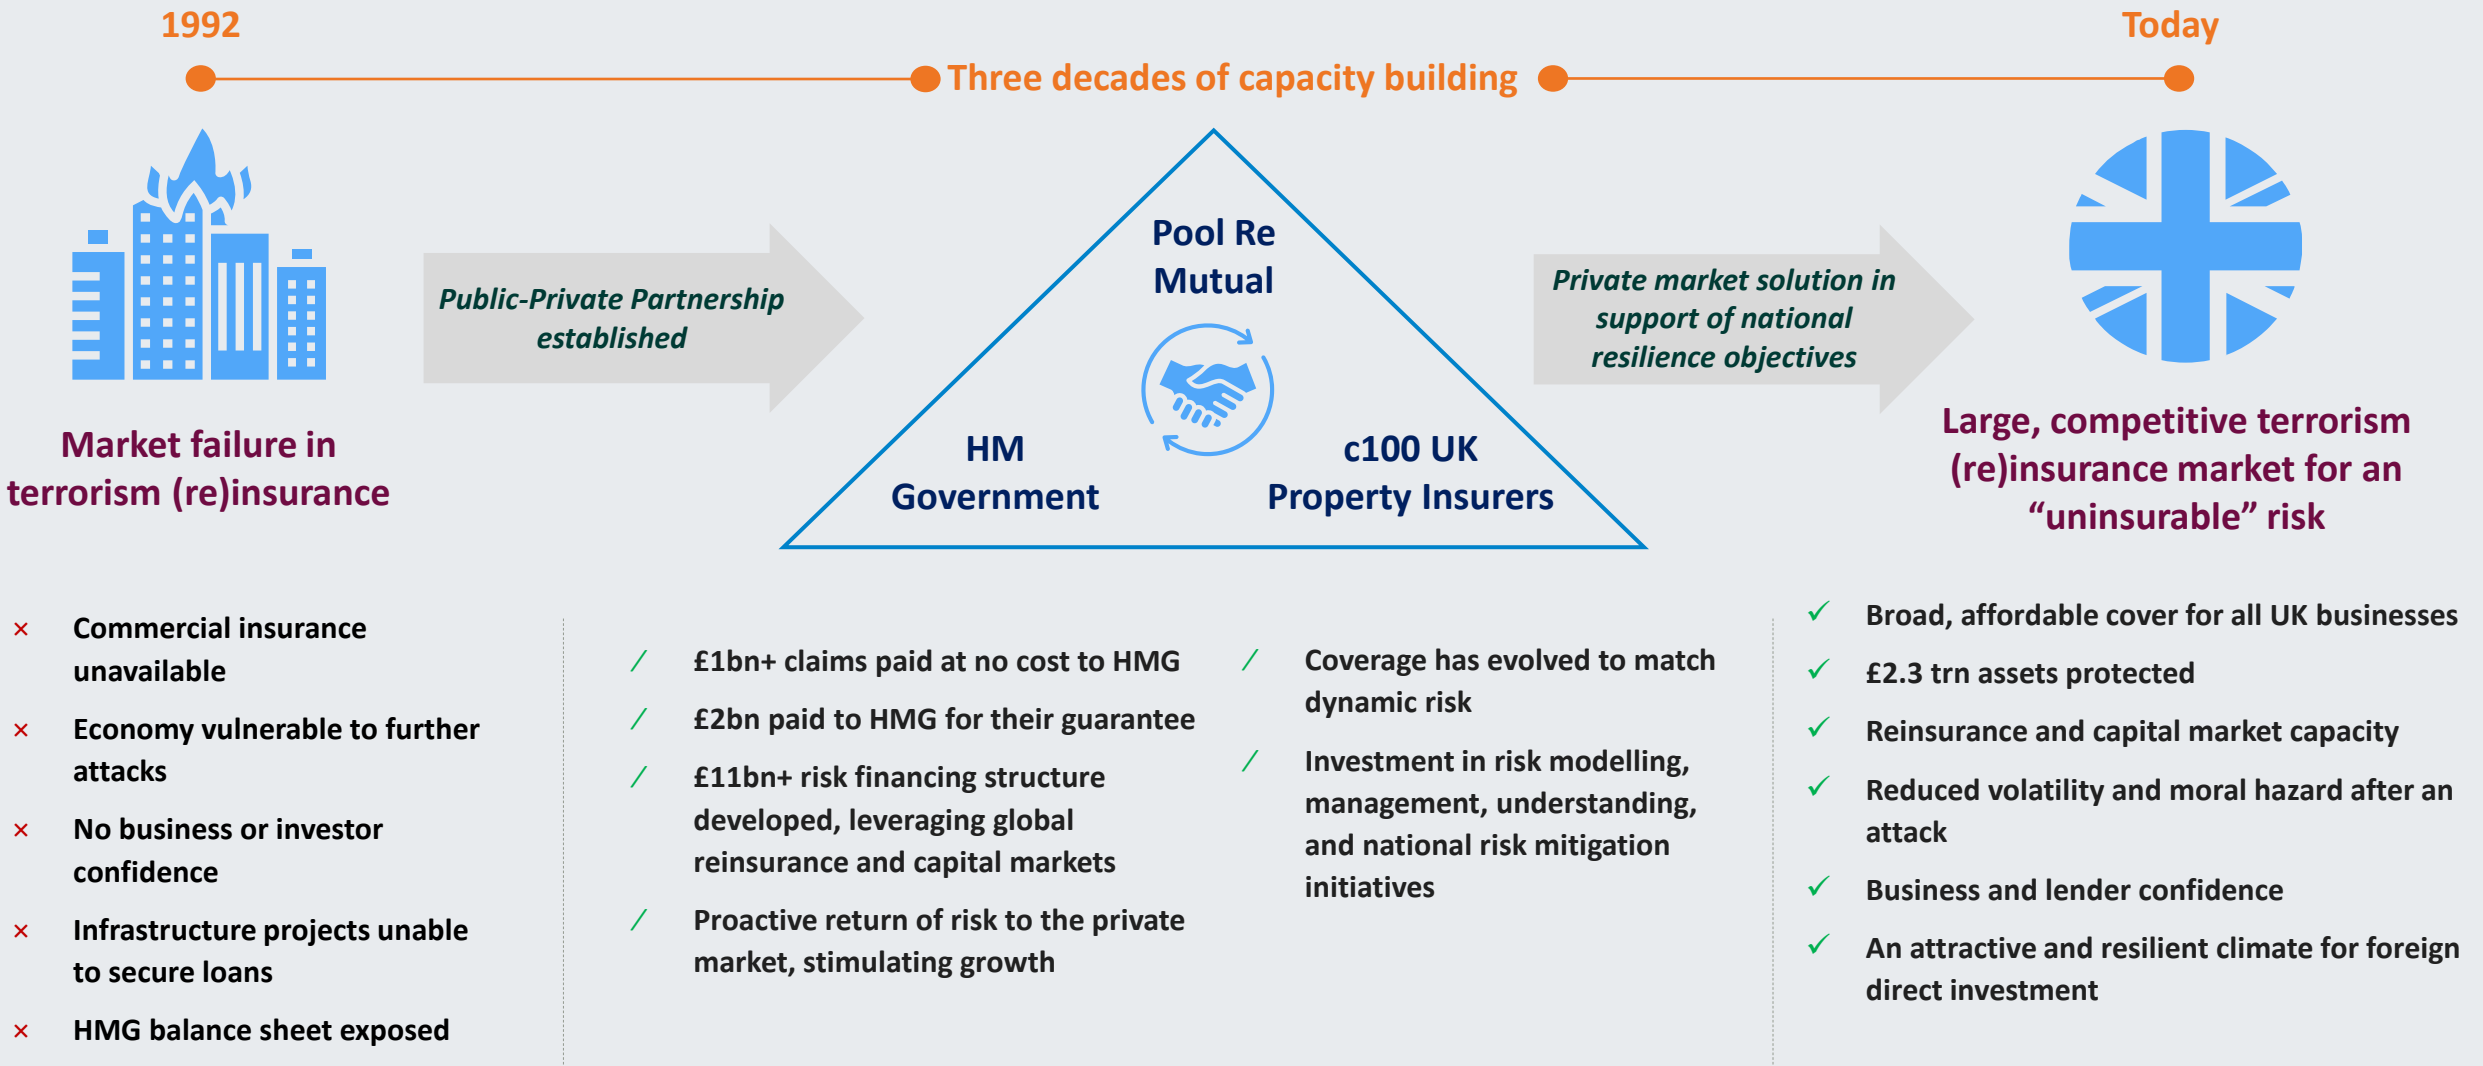 1992
Today
Three decades of capacity building
Public-Private Partnership
established
Pool Re
Mutual
HM
Government
c100 UK
Property Insurers
Private market solution in
support of national
resilience objectives
Market failure in
terrorism (re)insurance
Large, competitive terrorism
(re)insurance market for an
“uninsurable” risk
× Commercial insurance
unavailable
× Economy vulnerable to further
attacks
× No business or investor
confidence
× Infrastructure projects unable
to secure loans
× HMG balance sheet exposed
/ £1bn+ claims paid at no cost to HMG
/ £2bn paid to HMG for their guarantee
/ £11bn+ risk financing structure
developed, leveraging global
reinsurance and capital markets
/ Proactive return of risk to the private
market, stimulating growth
/ Coverage has evolved to match
dynamic risk
/ Investment in risk modelling,
management, understanding,
and national risk mitigation
initiatives
✓ Broad, affordable cover for all UK businesses
✓ £2.3 trn assets protected
✓ Reinsurance and capital market capacity
✓ Reduced volatility and moral hazard after an
attack
✓ Business and lender confidence
✓ An attractive and resilient climate for foreign
direct investment